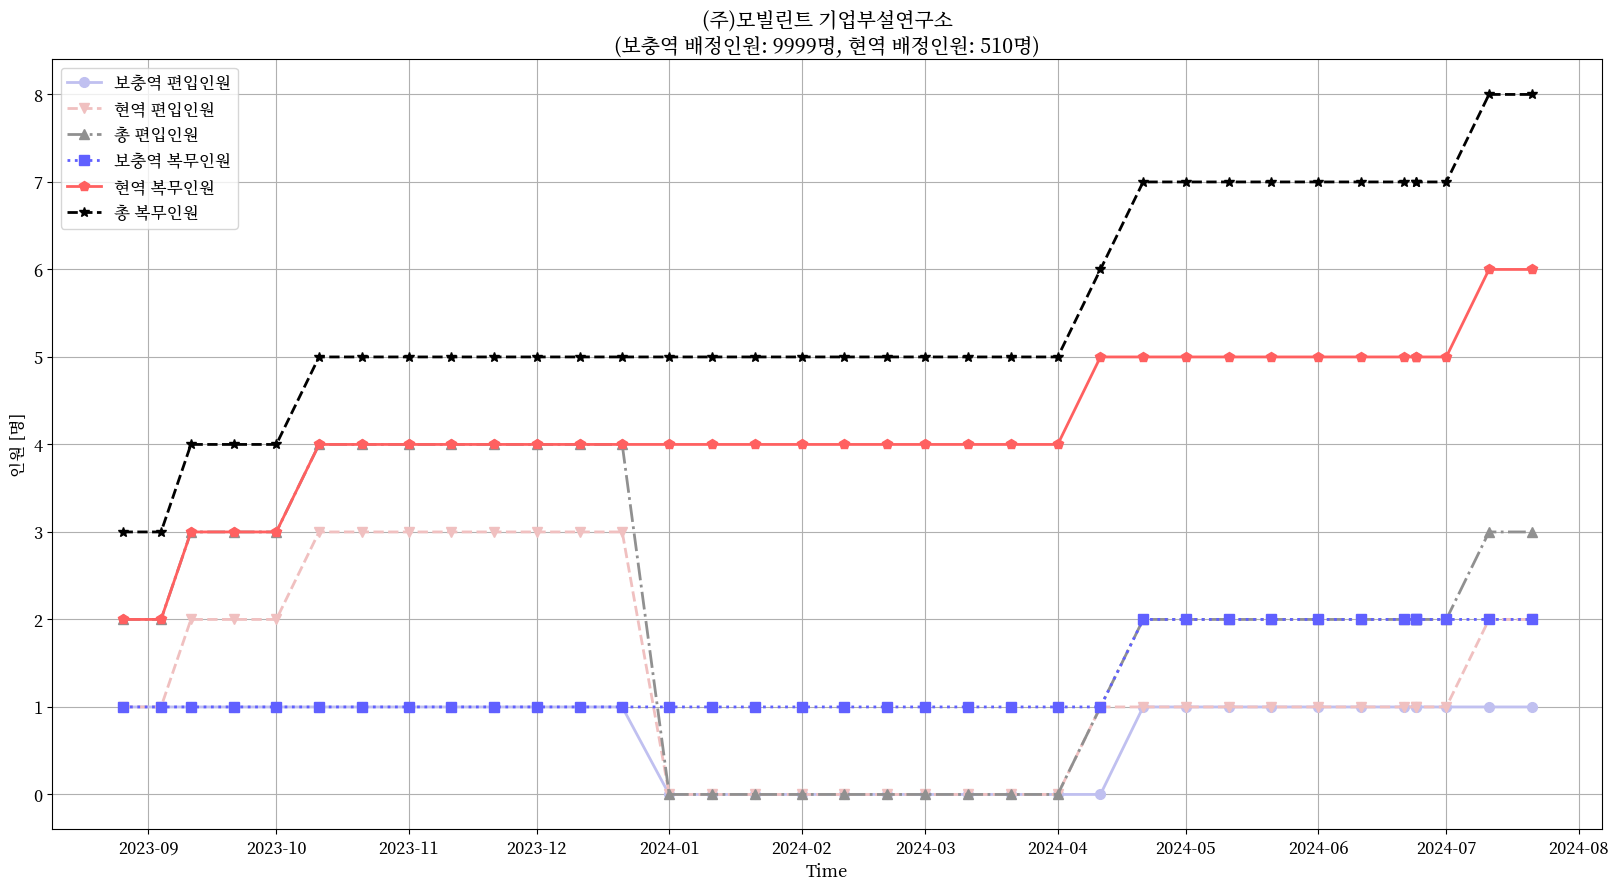 (주)모빌린트 기업부설연구소
(보충역 배정인원: 9999명, 현역 배정인원: 510명)
보충역 편입인원
현역 편입인원
총 편입인원
보충역 복무인원
현역 복무인원
총 복무인원
인원 [명]
8
7
6
5
4
3
2
1
0
2023-09 2023-10 2023-11 2023-12 2024-01 2024-02 2024-03 2024-04 2024-05 2024-06 2024-07 2024-08
Time